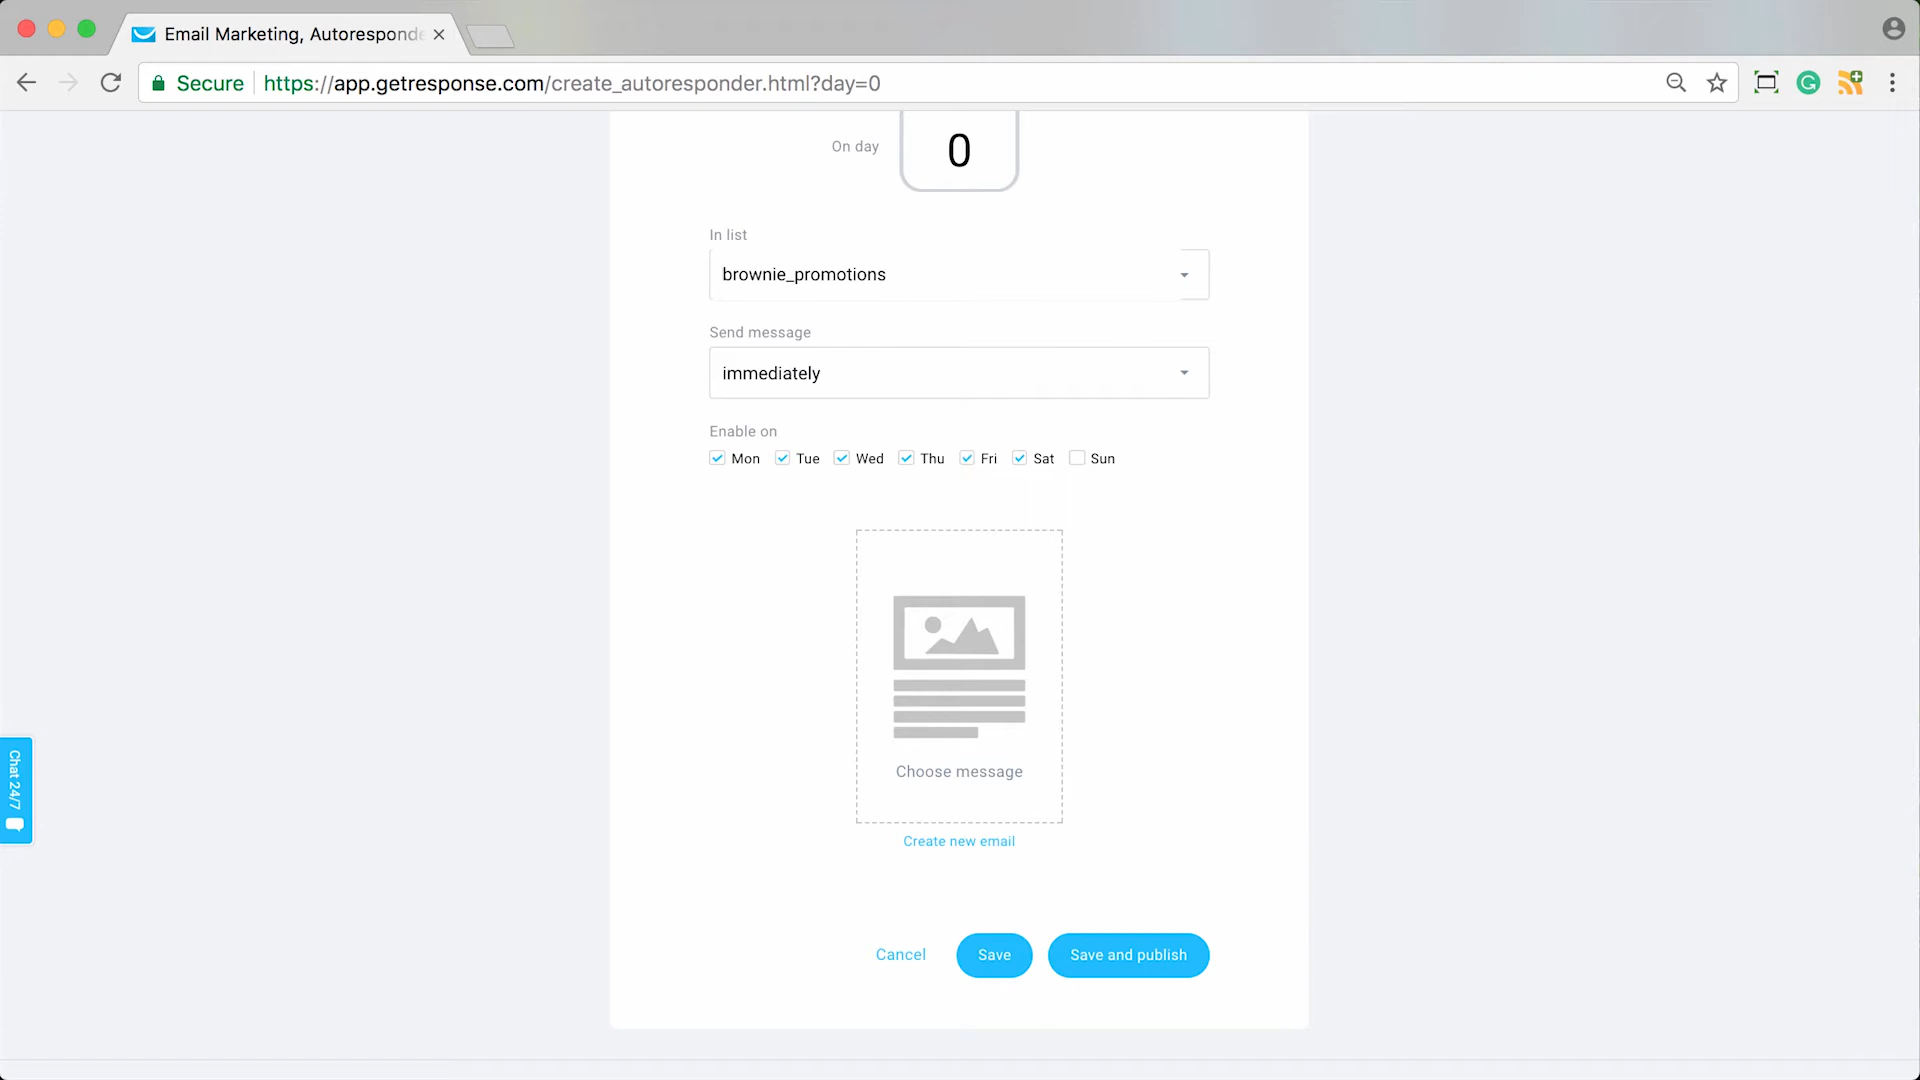 Email Marketing, Autoresponde
Secure https://app.getresponse.com/create_autoresponder.html?day=0
On day 0
In list
brownie_promotions
Send message
immediately
Enable on
Mon Tue Wed Thu Fri Sat Sun
Choose message
Create new email
Chat 24/7
Cancel Save Save and publish